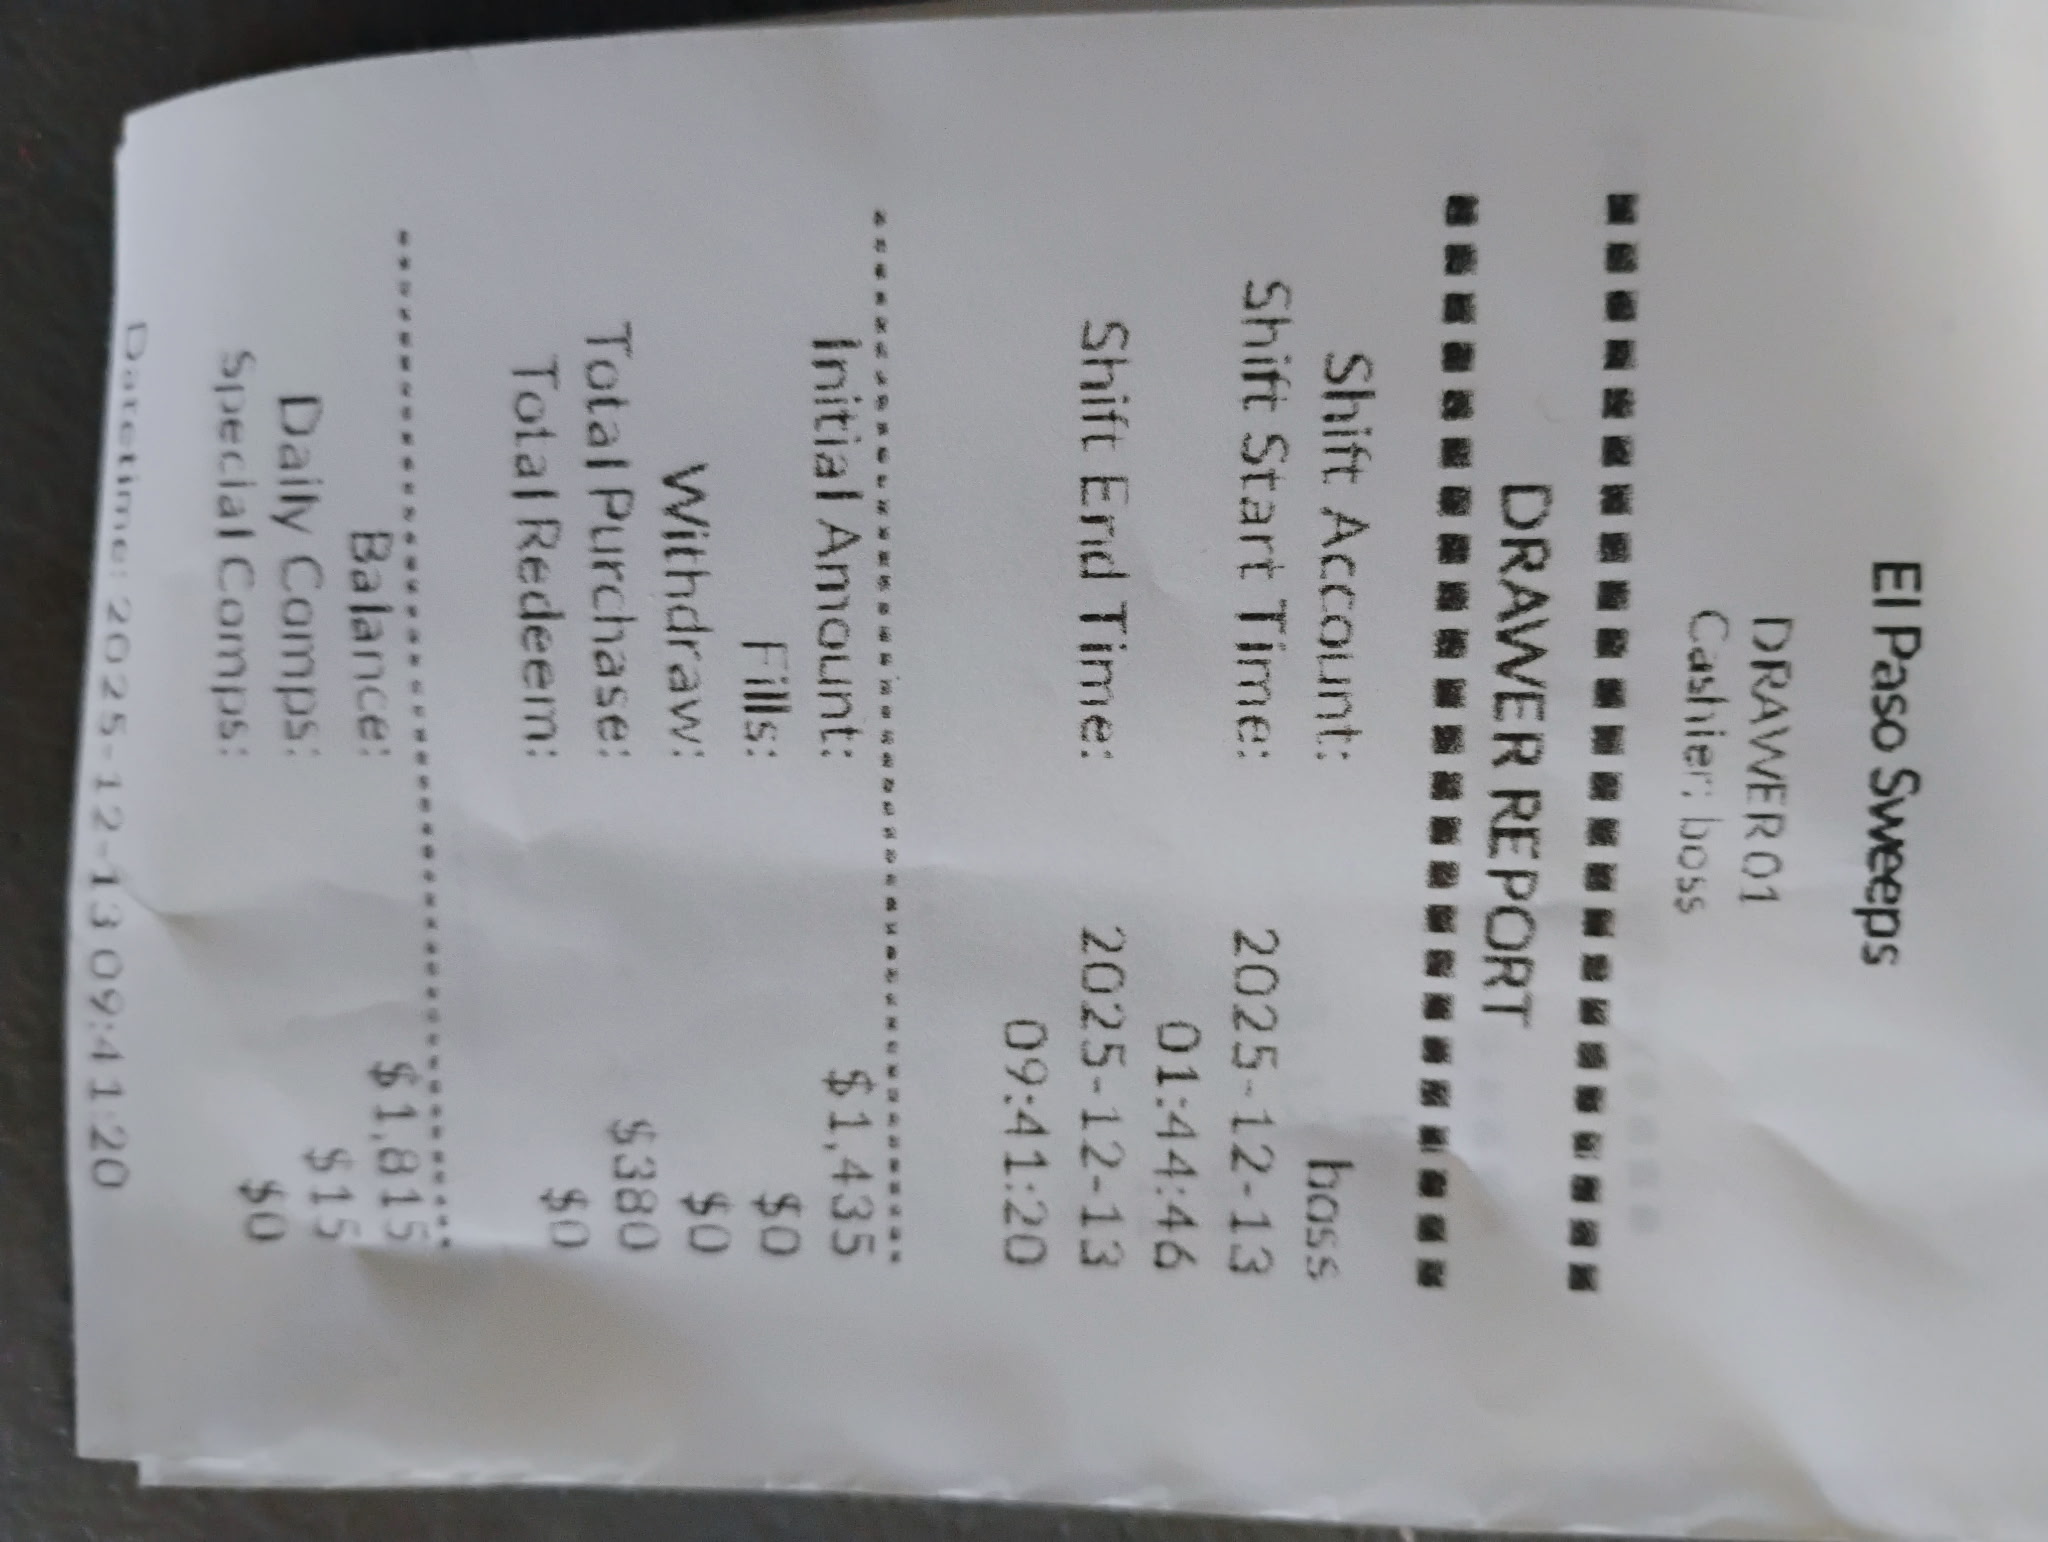 El Paso Sweeps
DRAWER01
Cashier: boss
DRAWER REPORT
Shift Account: boss
Shift Start Time: 2025-12-13
01:44:46
Shift End Time: 2025-12-13
09:41:20
Initial Amount: $1,435
Fills: $0
Withdraw: $0
Total Purchase: $380
Total Redeem: $0
Balance: $1,815
Daily Comps: $15
Special Comps: $0
Datetime: 2025-12-13 09:41:20